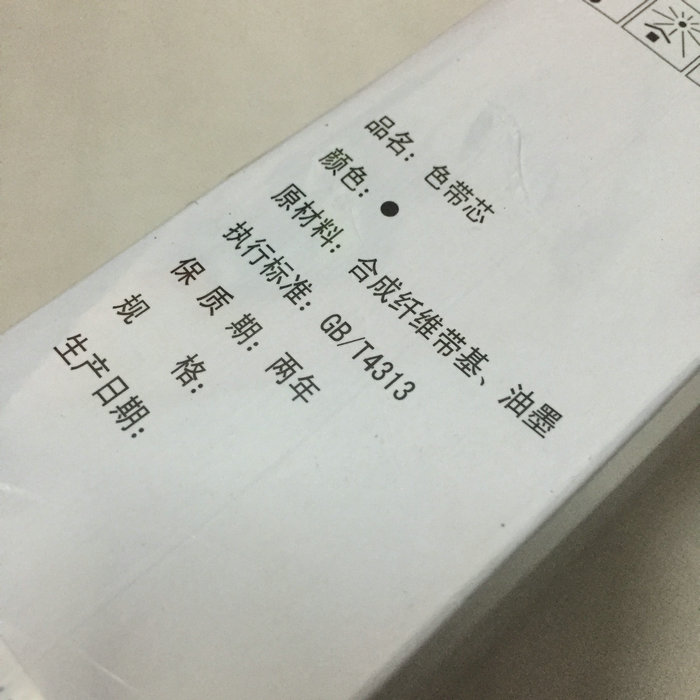 品名：色带芯
颜色：●
原材料：合成纤维带基、油墨
执行标准：GB/T4313
保质期：两年
规格：
生产日期：